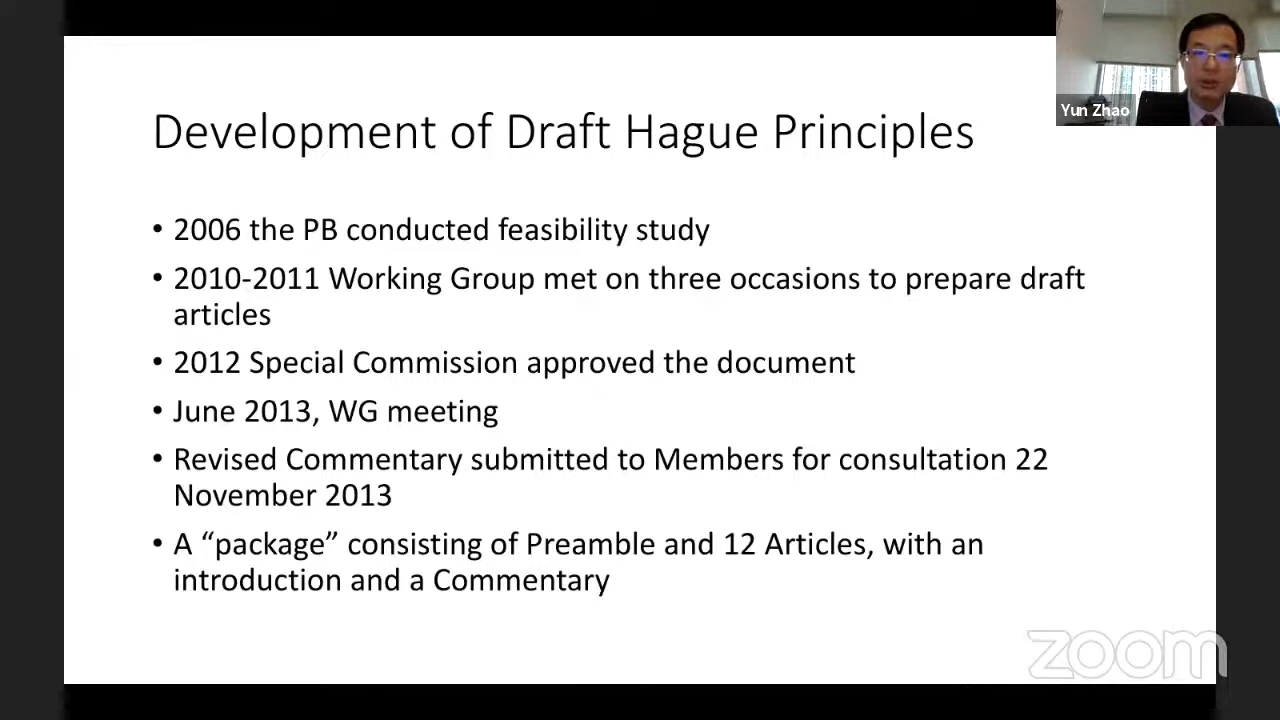 Yun Zhao
Development of Draft Hague Principles
• 2006 the PB conducted feasibility study
• 2010-2011 Working Group met on three occasions to prepare draft
articles
• 2012 Special Commission approved the document
• June 2013, WG meeting
• Revised Commentary submitted to Members for consultation 22
November 2013
• A “package” consisting of Preamble and 12 Articles, with an
introduction and a Commentary
zoom